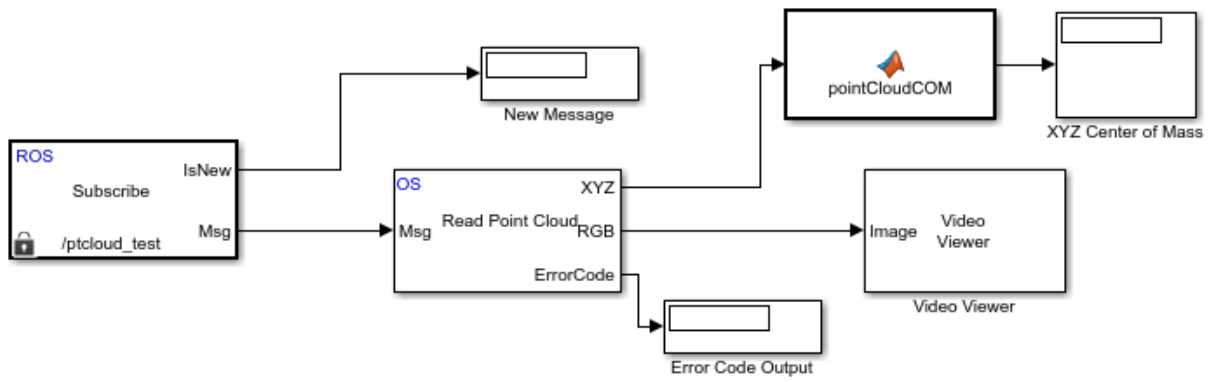 ROS
IsNew
Subscribe
Msg
/ptcloud_test
New Message
OS
XYZ
Msg
Read Point Cloud
RGB
ErrorCode
Error Code Output
pointCloudCOM
XYZ Center of Mass
Image
Video
Viewer
Video Viewer